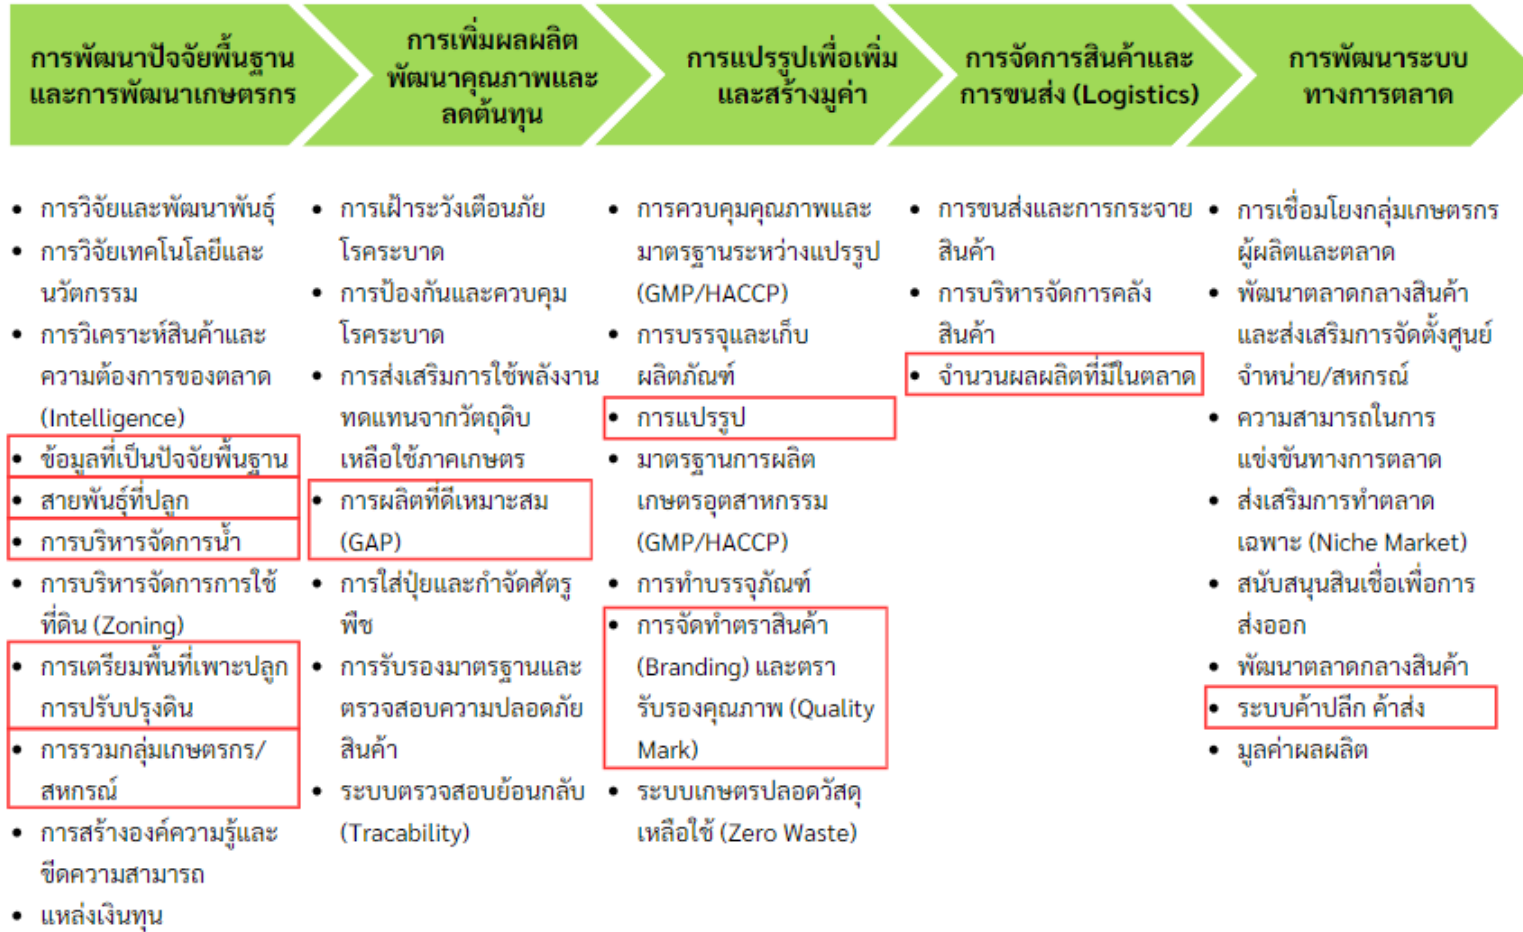 การพัฒนาปัจจัยพื้นฐาน
และการพัฒนาเกษตรกร
การเพิ่มผลผลิต
พัฒนาคุณภาพและ
ลดต้นทุน
การแปรรูปเพื่อเพิ่ม
และสร้างมูค่า
การจัดการสินค้าและ
การขนส่ง (Logistics)
การพัฒนาระบบ
ทางการตลาด
• การวิจัยและพัฒนาพันธุ์
• การวิจัยเทคโนโลยีและ
นวัตกรรม
• การวิเคราะห์สินค้าและ
ความต้องการของตลาด
(Intelligence)
• ข้อมูลที่เป็นปัจจัยพื้นฐาน
• สายพันธุ์ที่ปลูก
• การบริหารจัดการน้ำ
• การบริหารจัดการการใช้
ที่ดิน (Zoning)
• การเตรียมพื้นที่เพาะปลูก
การปรับปรุงดิน
• การรวมกลุ่มเกษตรกร/
สหกรณ์
• การสร้างองค์ความรู้และ
ขีดความสามารถ
• แหล่งเงินทุน
• การเฝ้าระวังเตือนภัย
โรคระบาด
• การป้องกันและควบคุม
โรคระบาด
• การส่งเสริมการใช้พลังงาน
ทดแทนจากวัตถุดิบ
เหลือใช้ภาคเกษตร
• การผลิตที่ดีเหมาะสม
(GAP)
• การใส่ปุ๋ยและกำจัดศัตรู
พืช
• การรับรองมาตรฐานและ
ตรวจสอบความปลอดภัย
สินค้า
• ระบบตรวจสอบย้อนกลับ
(Tracability)
• การควบคุมคุณภาพและ
มาตรฐานระหว่างแปรรูป
(GMP/HACCP)
• การบรรจุและเก็บ
ผลิตภัณฑ์
• การแปรรูป
• มาตรฐานการผลิต
เกษตรอุตสาหกรรม
(GMP/HACCP)
• การทำบรรจุภัณฑ์
• การจัดทำตราสินค้า
(Branding) และตรา
รับรองคุณภาพ (Quality
Mark)
• ระบบเกษตรปลอดวัสดุ
เหลือใช้ (Zero Waste)
• การขนส่งและการกระจาย
สินค้า
• การบริหารจัดการคลัง
สินค้า
• จำนวนผลผลิตที่มีในตลาด
• การเชื่อมโยงกลุ่มเกษตรกร
ผู้ผลิตและตลาด
• พัฒนาตลาดกลางสินค้า
และส่งเสริมการจัดตั้งศูนย์
จำหน่าย/สหกรณ์
• ความสามารถในการ
แข่งขันทางการตลาด
• ส่งเสริมการทำตลาด
เฉพาะ (Niche Market)
• สนับสนุนสินเชื่อเพื่อการ
ส่งออก
• พัฒนาตลาดกลางสินค้า
• ระบบค้าปลีก ค้าส่ง
• มูลค่าผลผลิต